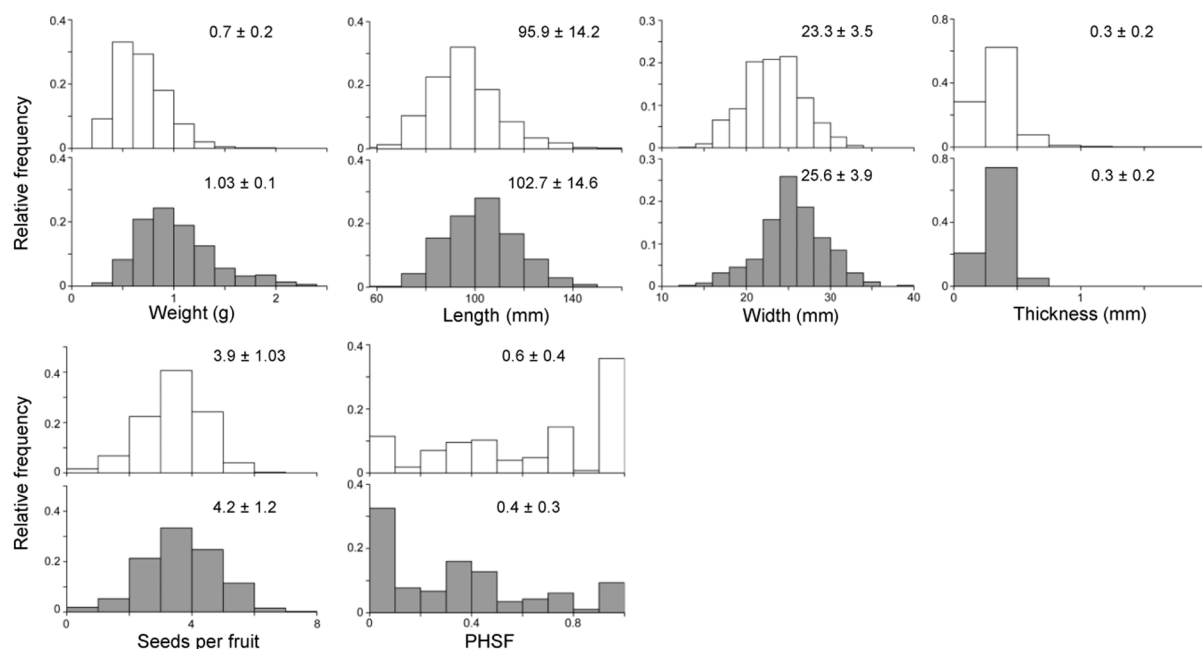 0.4 0.2 0 0.7 ± 0.2
0.4 0.2 0 95.9 ± 14.2
0.3 0.2 0.1 0 23.3 ± 3.5
0.8 0.4 0 0.3 ± 0.2
Relative frequency
0.4 0.2 0 1.03 ± 0.1
0.4 0.2 0 102.7 ± 14.6
0.3 0.2 0.1 0 25.6 ± 3.9
0.8 0.4 0 0.3 ± 0.2
0 1 2
60 100 140
10 20 30 40
0 1
Weight (g)
Length (mm)
Width (mm)
Thickness (mm)
0.4 0.2 0 3.9 ± 1.03
0.4 0.2 0 0.6 ± 0.4
Relative frequency
0.4 0.2 4.2 ± 1.2
0.4 0.2 0 0.4 ± 0.3
0 4 8
0 0.4 0.8
Seeds per fruit
PHSF